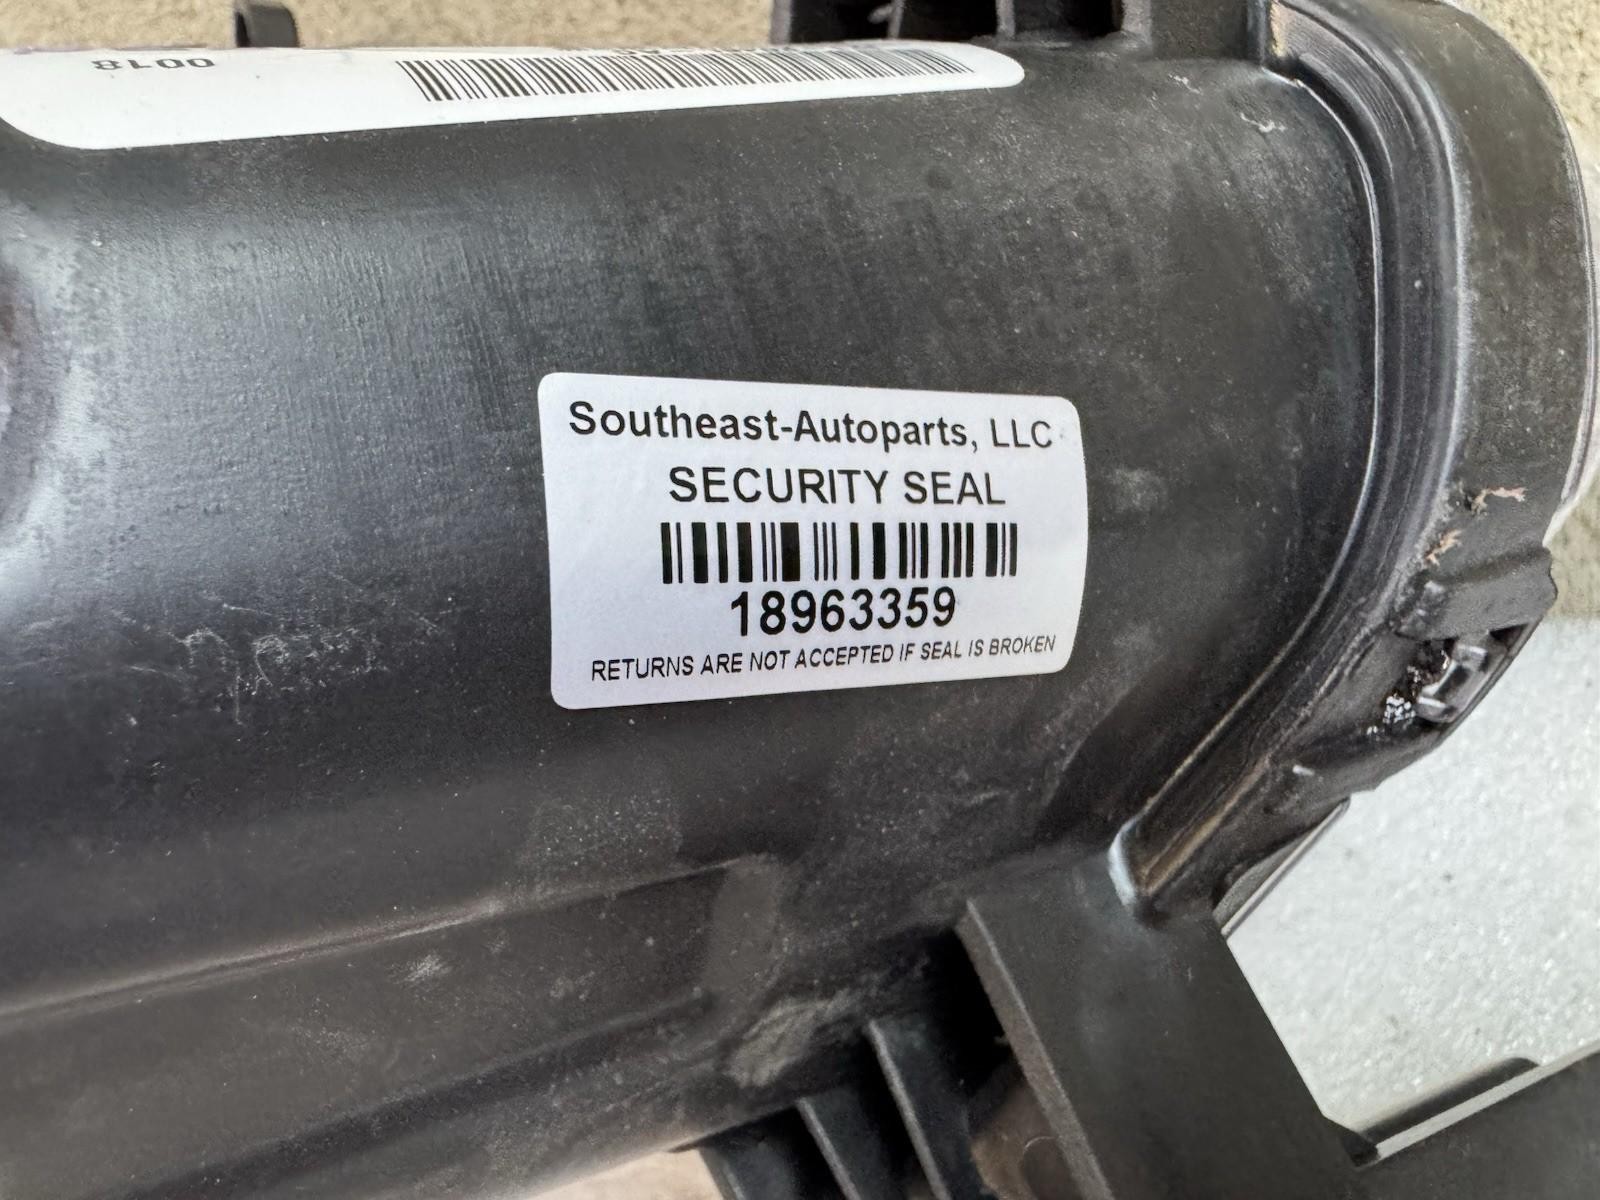 0018
Southeast-Autoparts, LLC
SECURITY SEAL
18963359
RETURNS ARE NOT ACCEPTED IF SEAL IS BROKEN